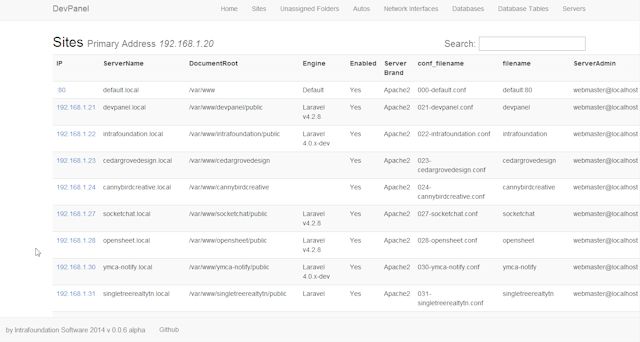 DevPanel Home Sites Unassigned Folders Autos Network Interfaces Databases Database Tables Servers
Sites Primary Address 192.168.1.20 Search:
IP ServerName DocumentRoot Engine Enabled Server Brand conf_filename filename ServerAdmin
:80 default.local /var/www Default Yes Apache2 000-default.conf default:80 webmaster@localhost
192.168.1.21 devpanel.local /var/www/devpanel/public Laravel v4.2.8 Yes Apache2 021-devpanel.conf devpanel webmaster@localhost
192.168.1.22 intrafoundation.local /var/www/intrafoundation/public Laravel 4.0.x-dev Yes Apache2 022-intrafoundation.conf intrafoundation webmaster@localhost
192.168.1.23 cedargrovedesign.local /var/www/cedargrovedesign Yes Apache2 023-cedargrovedesign.conf cedargrovedesign webmaster@localhost
192.168.1.24 cannybirdcreative.local /var/www/cannybirdcreative Yes Apache2 024-cannybirdcreative.conf cannybirdcreative webmaster@localhost
192.168.1.27 socketchat.local /var/www/socketchat/public Laravel v4.2.8 Yes Apache2 027-socketchat.conf socketchat webmaster@localhost
192.168.1.28 opensheet.local /var/www/opensheet/public Laravel v4.2.8 Yes Apache2 028-opensheet.conf opensheet webmaster@localhost
192.168.1.30 ymca-notify.local /var/www/ymca-notify/public Laravel 4.0.x-dev Yes Apache2 030-ymca-notify.conf ymca-notify webmaster@localhost
192.168.1.31 singletreerealtytn.local /var/www/singletreerealtytn/public Laravel Yes Apache2 031-singletreerealtytn.conf singletreerealtytn webmaster@localhost
by Intrafoundation Software 2014 v 0.0.6 alpha Github